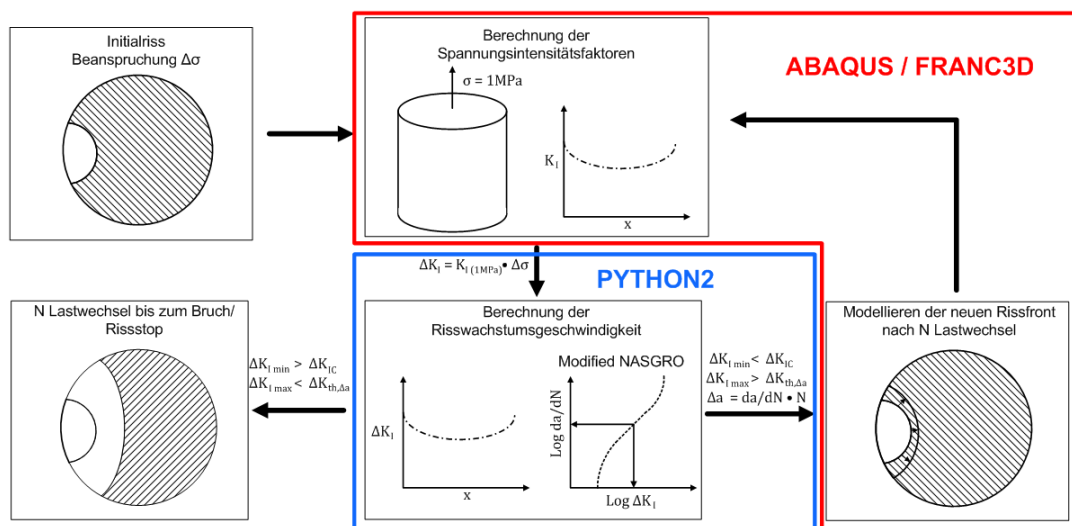 Initialriss
Beanspruchung Δσ
Berechnung der
Spannungsintensitätsfaktoren
σ = 1MPa
K_I
x
ABAQUS / FRANC3D
ΔK_I = K_I (1MPa) • Δσ
PYTHON2
N Lastwechsel bis zum Bruch/
Rissstop
ΔK_I min > ΔK_IC
ΔK_I max < ΔK_th,Δa
Berechnung der
Risswachstumsgeschwindigkeit
ΔK_I
x
Modified NASGRO
Log da/dN
Log ΔK_I
ΔK_I min < ΔK_IC
ΔK_I max > ΔK_th,Δa
Δa = da/dN • N
Modellieren der neuen Rissfront
nach N Lastwechsel